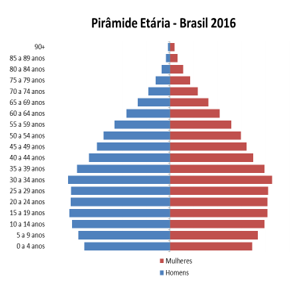 Pirâmide Etária - Brasil 2016
90+
85 a 89 anos
80 a 84 anos
75 a 79 anos
70 a 74 anos
65 a 69 anos
60 a 64 anos
55 a 59 anos
50 a 54 anos
45 a 49 anos
40 a 44 anos
35 a 39 anos
30 a 34 anos
25 a 29 anos
20 a 24 anos
15 a 19 anos
10 a 14 anos
5 a 9 anos
0 a 4 anos
Mulheres
Homens